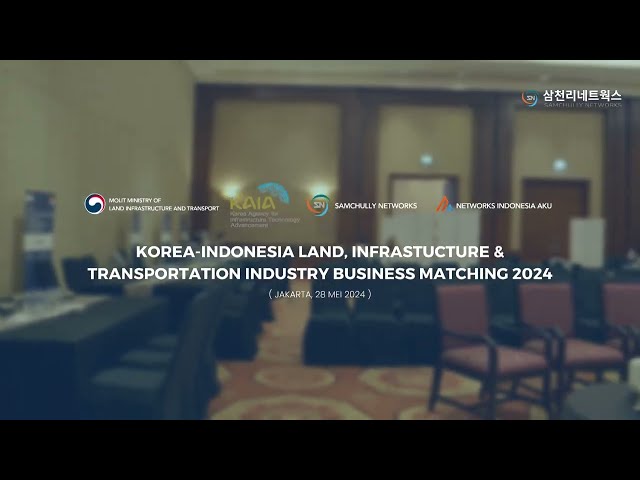 삼천리네트웍스
SAMCHULLY NETWORKS
MOLIT MINISTRY OF
LAND INFRASTRUCTURE AND TRANSPORT
KAIA
Korea Agency for
Infrastructure Technology
Advancement
SAMCHULLY NETWORKS
NETWORKS INDONESIA AKU
KOREA-INDONESIA LAND, INFRASTUCTURE &
TRANSPORTATION INDUSTRY BUSINESS MATCHING 2024
( JAKARTA, 28 MEI 2024 )